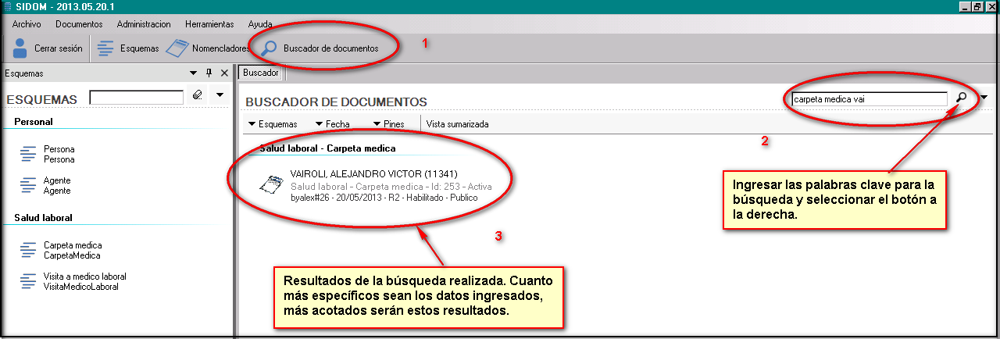 SIDOM - 2013.05.20.1
Archivo Documentos Administracion Herramientas Ayuda
Cerrar sesión Esquemas Nomencladores Buscador de documentos
1
Esquemas
Buscador
ESQUEMAS
BUSCADOR DE DOCUMENTOS
carpeta medica vai
Esquemas Fecha Pines Vista sumarizada
2
Personal
Persona
Persona
Agente
Agente
Salud laboral
Carpeta medica
CarpetaMedica
Visita a medico laboral
VisitaMedicoLaboral
Salud laboral - Carpeta medica
VAIROLI, ALEJANDRO VICTOR (11341)
Salud laboral - Carpeta medica - Id: 253 - Activa
byalex#26 - 20/05/2013 - R2 - Habilitado - Publico
3
Ingresar las palabras clave para la
búsqueda y seleccionar el botón a
la derecha.
Resultados de la búsqueda realizada. Cuanto
más específicos sean los datos ingresados,
más acotados serán estos resultados.